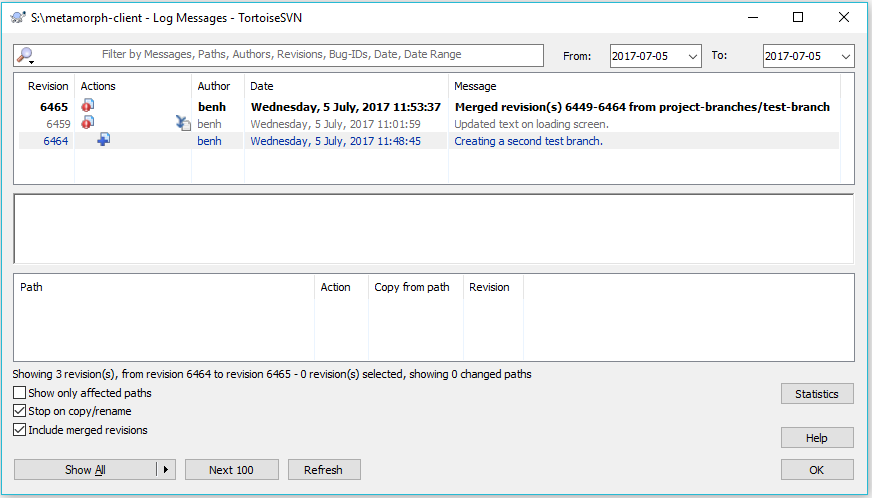 S:\metamorph-client - Log Messages - TortoiseSVN
Filter by Messages, Paths, Authors, Revisions, Bug-IDs, Date, Date Range From: 2017-07-05 To: 2017-07-05
Revision Actions Author Date Message
6465 benh Wednesday, 5 July, 2017 11:53:37 Merged revision(s) 6449-6464 from project-branches/test-branch
6459 benh Wednesday, 5 July, 2017 11:01:59 Updated text on loading screen.
6464 benh Wednesday, 5 July, 2017 11:48:45 Creating a second test branch.
Path Action Copy from path Revision
Showing 3 revision(s), from revision 6464 to revision 6465 - 0 revision(s) selected, showing 0 changed paths
Show only affected paths
Statistics
Stop on copy/rename
Include merged revisions
Help
Show All Next 100 Refresh OK